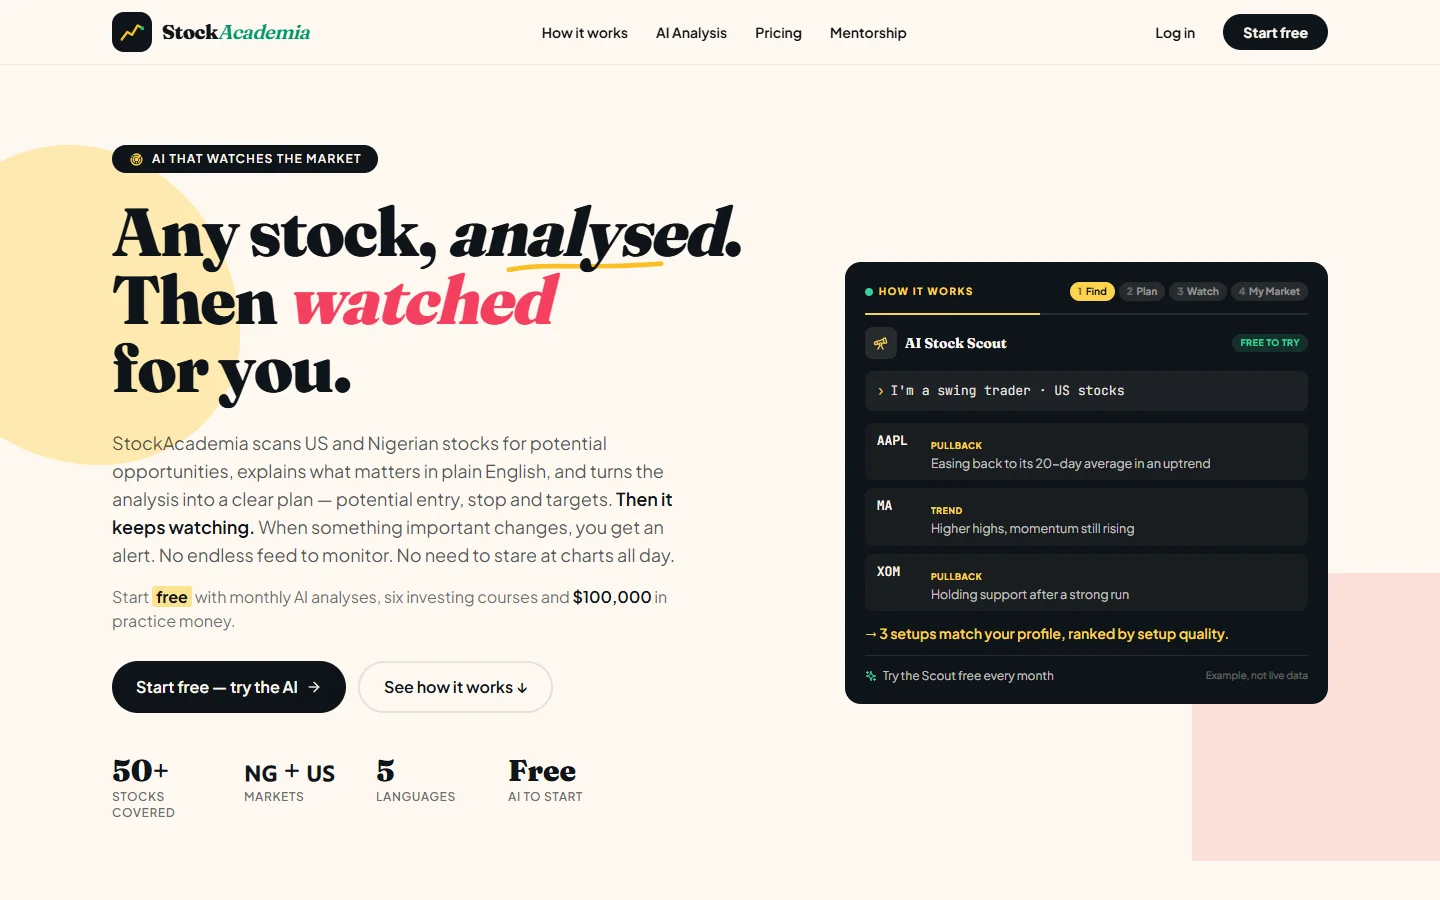 StockAcademia
How it works
AI Analysis
Pricing
Mentorship
Log in
Start free
AI THAT WATCHES THE MARKET
Any stock, analysed.
Then watched
for you.
StockAcademia scans US and Nigerian stocks for potential
opportunities, explains what matters in plain English, and turns the
analysis into a clear plan — potential entry, stop and targets. Then it
keeps watching. When something important changes, you get an
alert. No endless feed to monitor. No need to stare at charts all day.
Start free with monthly AI analyses, six investing courses and $100,000 in
practice money.
Start free — try the AI →
See how it works ↓
50+
STOCKS
COVERED
NG + US
MARKETS
5
LANGUAGES
Free
AI TO START
HOW IT WORKS
1 Find
2 Plan
3 Watch
4 My Market
AI Stock Scout
FREE TO TRY
› I'm a swing trader · US stocks
AAPL
PULLBACK
Easing back to its 20-day average in an uptrend
MA
TREND
Higher highs, momentum still rising
XOM
PULLBACK
Holding support after a strong run
→ 3 setups match your profile, ranked by setup quality.
Try the Scout free every month
Example, not live data